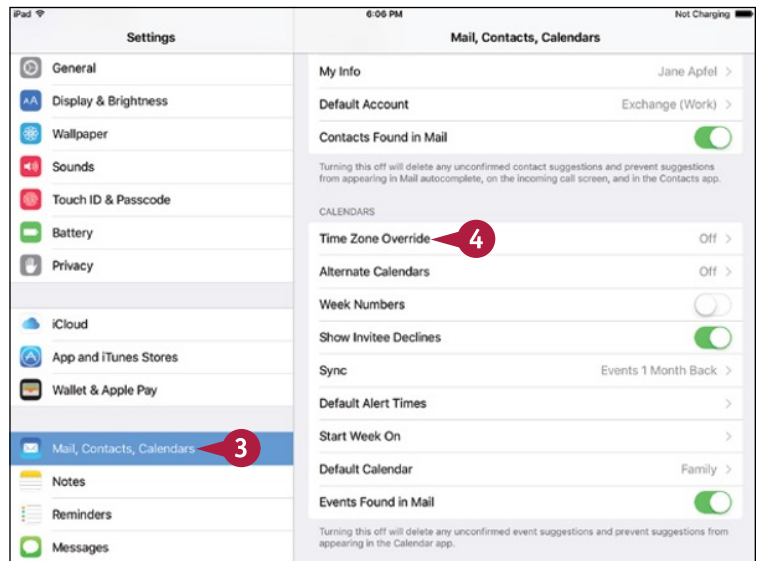 iPad 6:06 PM Not Charging
Settings
General
Display & Brightness
AA
Wallpaper
Sounds
Touch ID & Passcode
Battery
Privacy
iCloud
App and iTunes Stores
Wallet & Apple Pay
Mail, Contacts, Calendars 3
Notes
Reminders
Messages
Mail, Contacts, Calendars
My Info Jane Apfel >
Default Account Exchange (Work) >
Contacts Found in Mail
Turning this off will delete any unconfirmed contact suggestions and prevent suggestions
from appearing in Mail autocomplete, on the incoming call screen, and in the Contacts app.
CALENDARS
Time Zone Override 4 Off >
Alternate Calendars Off >
Week Numbers
Show Invitee Declines
Sync Events 1 Month Back >
Default Alert Times >
Start Week On >
Default Calendar Family >
Events Found in Mail
Turning this off will delete any unconfirmed event suggestions and prevent suggestions from
appearing in the Calendar app.